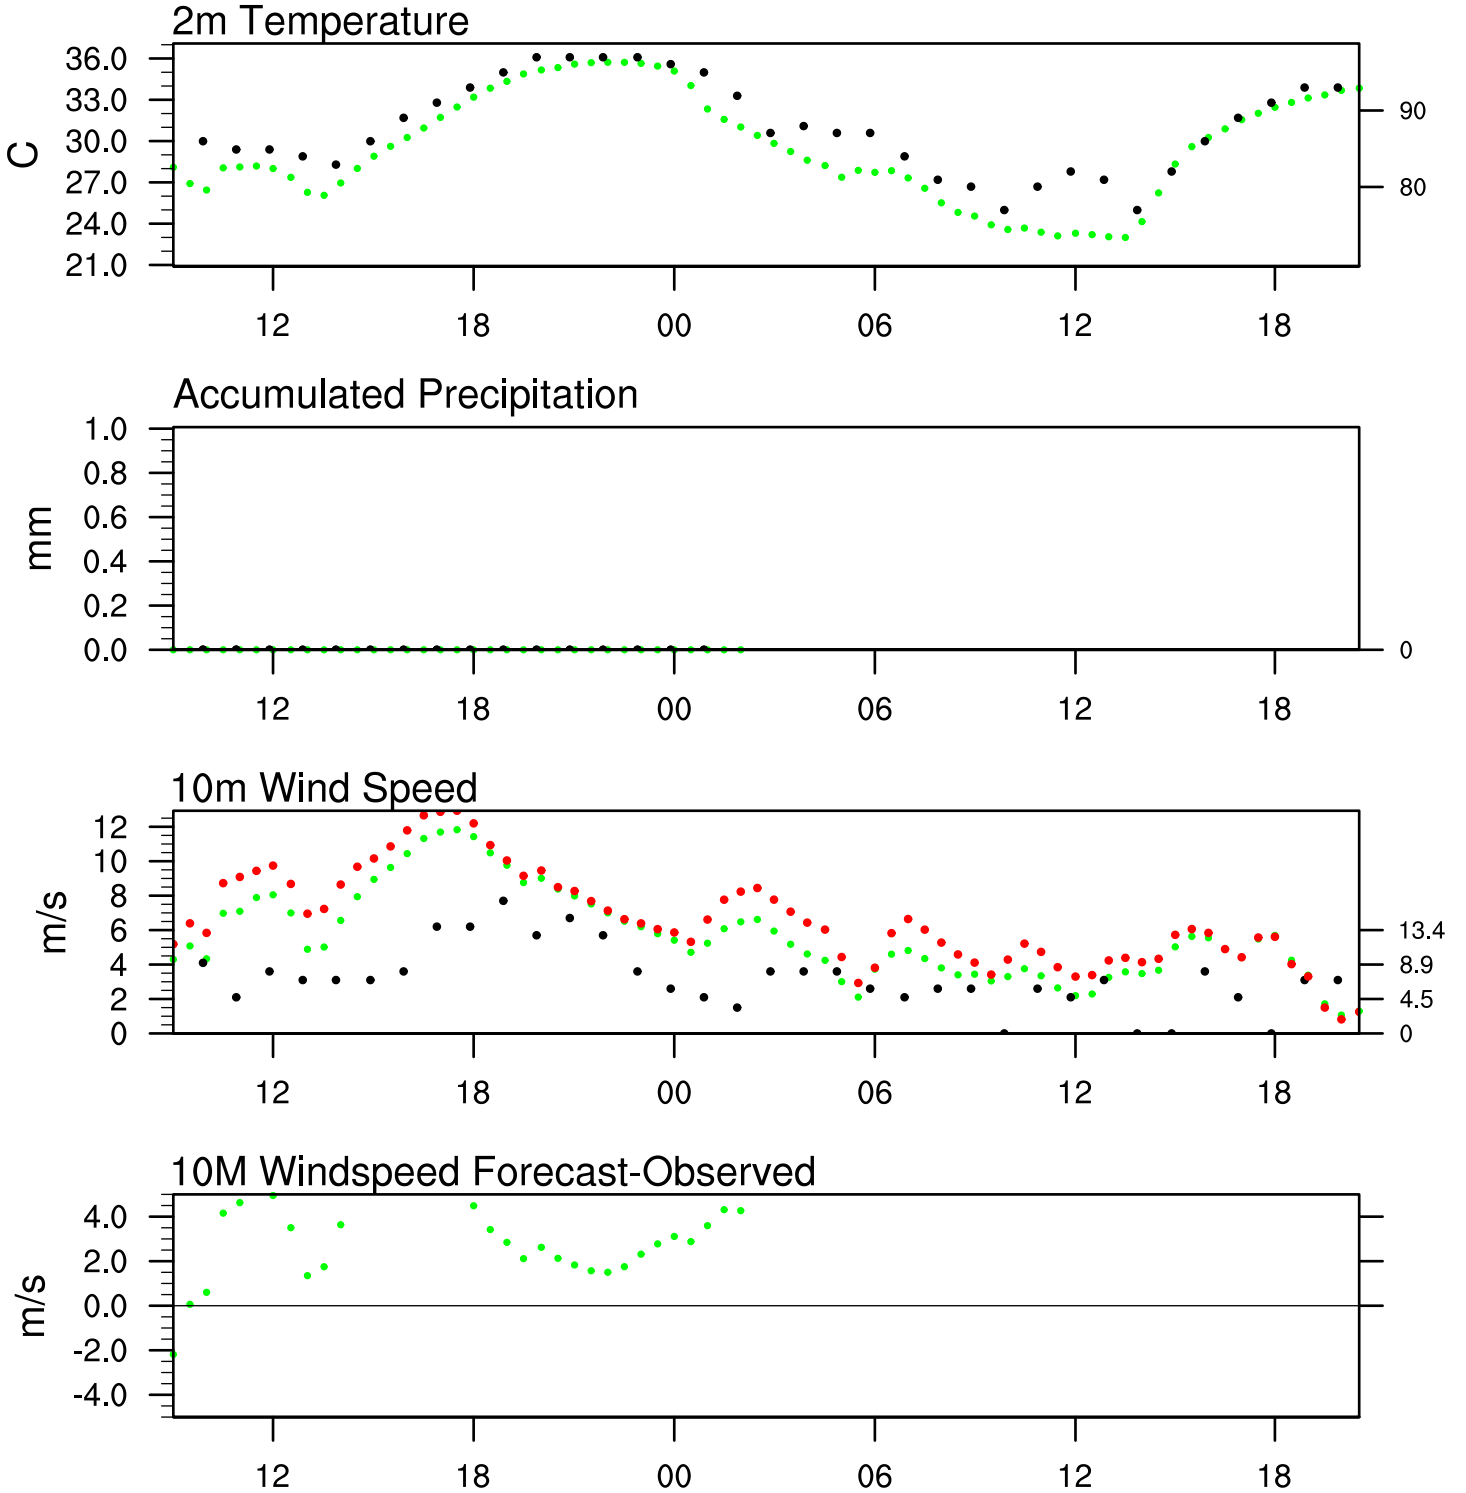 2m Temperature
C
36.0
33.0
30.0
27.0
24.0
21.0
90
80
12 18 00 06 12 18
Accumulated Precipitation
mm
1.0
0.8
0.6
0.4
0.2
0.0
0
12 18 00 06 12 18
10m Wind Speed
m/s
12
10
8
6
4
2
0
13.4
8.9
4.5
0
12 18 00 06 12 18
10M Windspeed Forecast-Observed
m/s
4.0
2.0
0.0
-2.0
-4.0
12 18 00 06 12 18